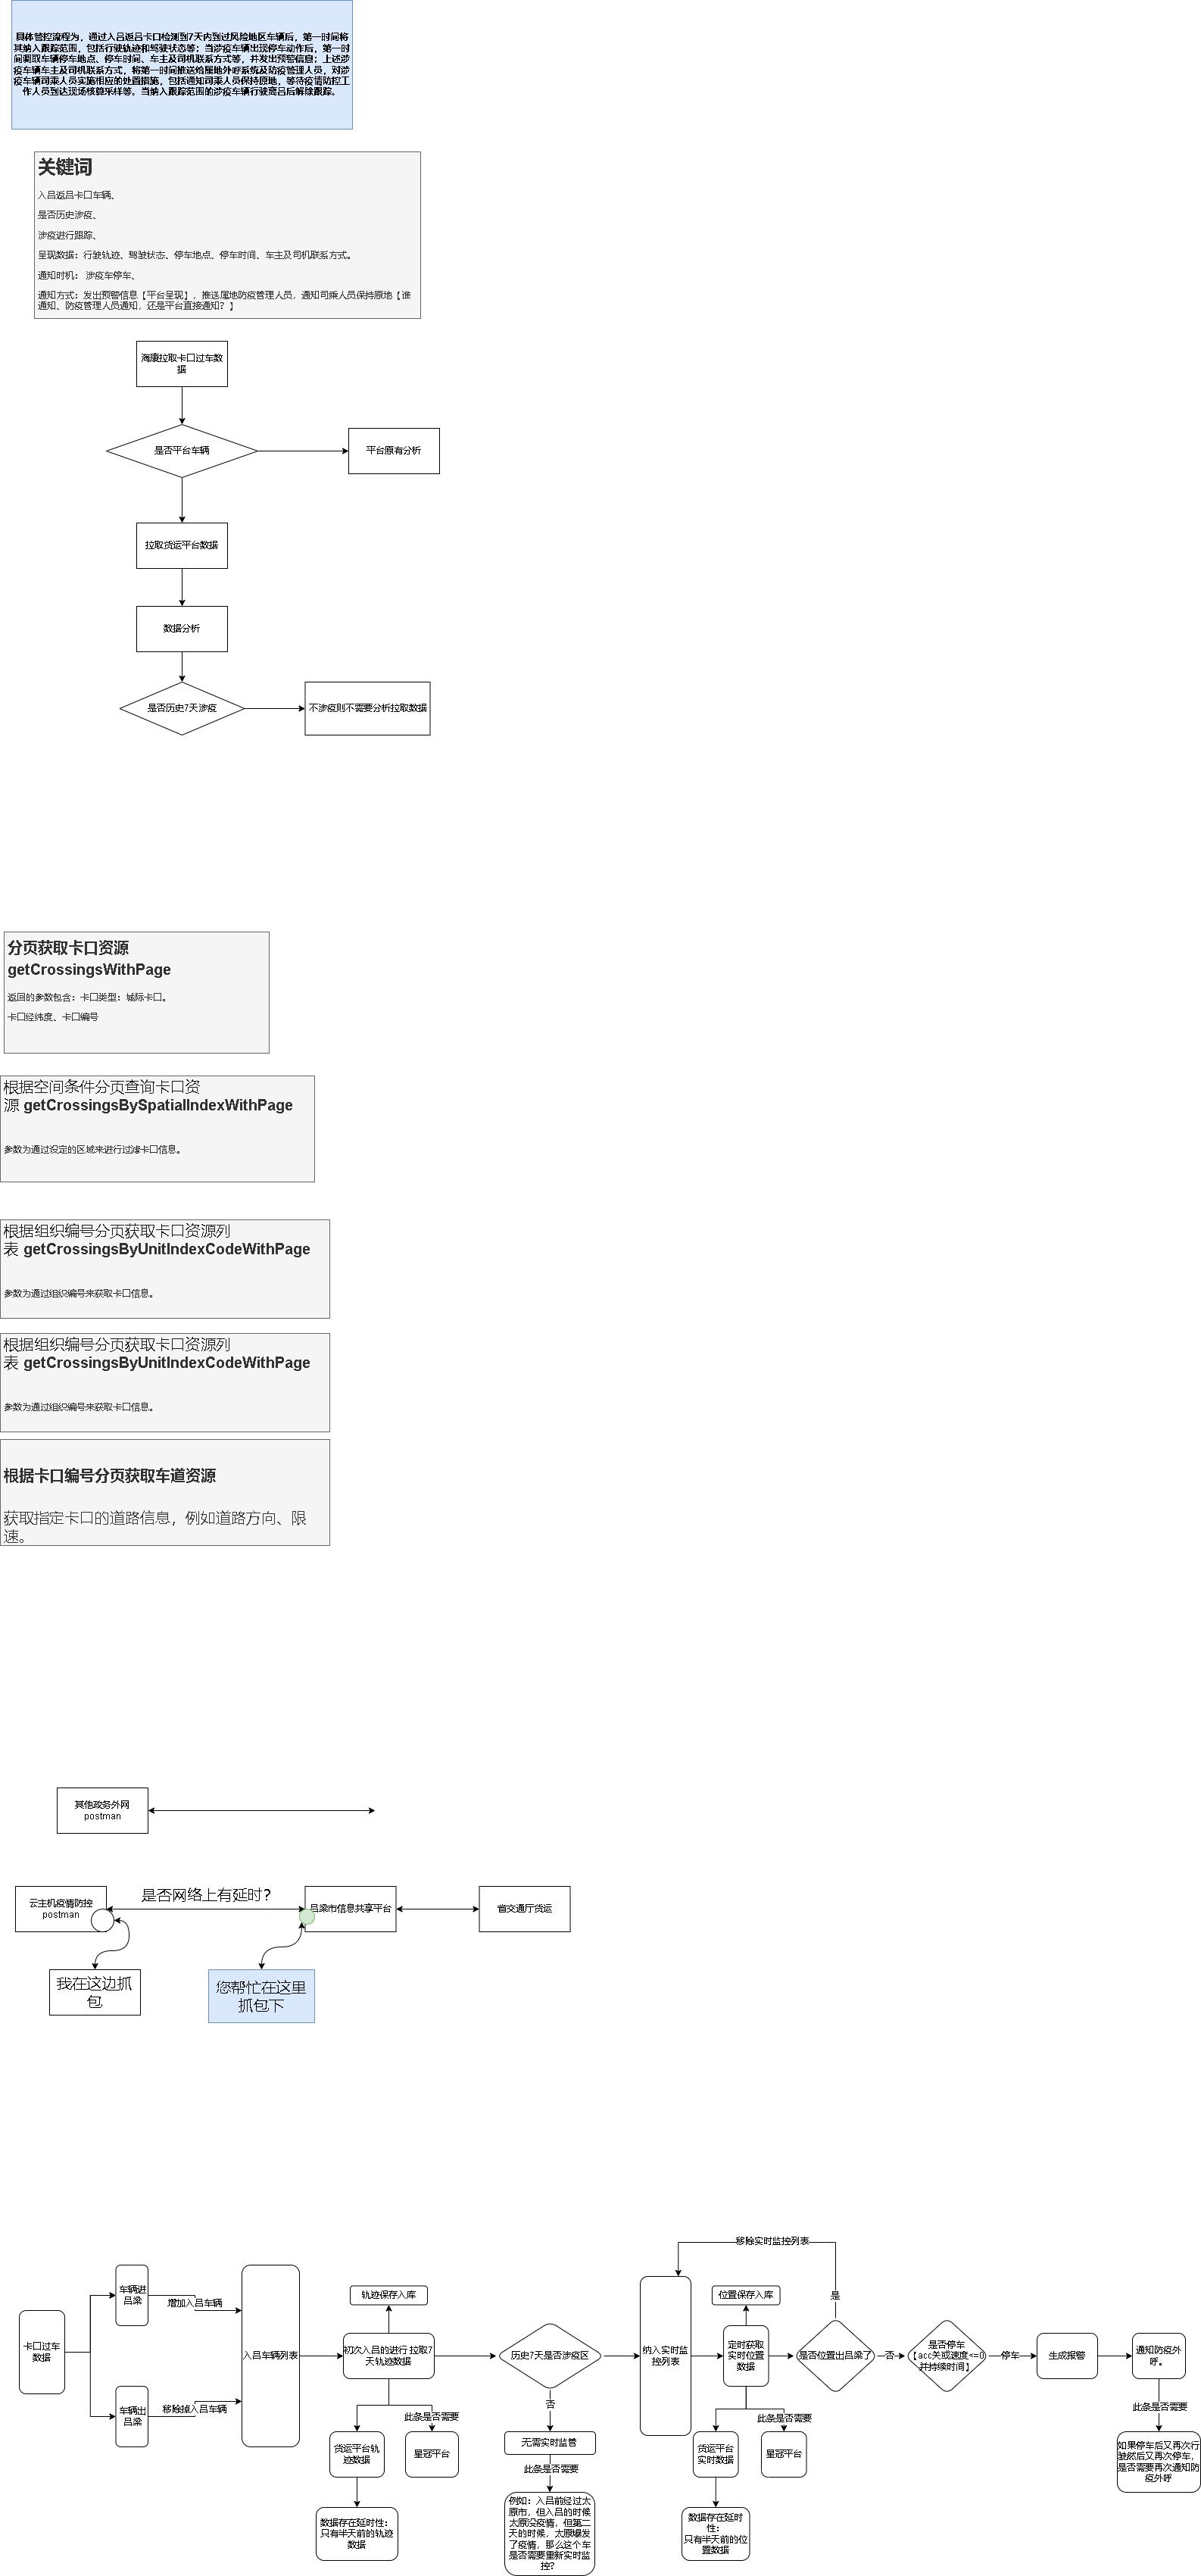 具体管控流程为，通过入吕返吕卡口检测到7天内到过风险地区车辆后，第一时间将
其纳入跟踪范围，包括行驶轨迹和驾驶状态等；当涉疫车辆出现停车动作后，第一时
间调取车辆停车地点、停车时间、车主及司机联系方式等，并发出预警信息；上述涉
疫车辆车主及司机联系方式，将第一时间推送给属地外呼系统及防疫管理人员，对涉
疫车辆司乘人员实施相应的处置措施，包括通知司乘人员保持原地，等待疫情防控工
作人员到达现场核酸采样等。当纳入跟踪范围的涉疫车辆行驶离吕后解除跟踪。
关键词
入吕返吕卡口车辆、
是否历史涉疫、
涉疫进行跟踪、
呈现数据：行驶轨迹、驾驶状态、停车地点、停车时间、车主及司机联系方式。
通知时机： 涉疫车停车、
通知方式：发出预警信息【平台呈现】，推送属地防疫管理人员，通知司乘人员保持原地【谁
通知、防疫管理人员通知，还是平台直接通知？】
海康拉取卡口过车数
据
是否平台车辆
平台原有分析
拉取货运平台数据
数据分析
是否历史7天涉疫
不涉疫则不需要分析拉取数据
分页获取卡口资源
getCrossingsWithPage
返回的参数包含：卡口类型：城际卡口。
卡口经纬度、卡口编号
根据空间条件分页查询卡口资
源 getCrossingsBySpatialIndexWithPage
参数为通过设定的区域来进行过滤卡口信息。
根据组织编号分页获取卡口资源列
表 getCrossingsByUnitIndexCodeWithPage
参数为通过组织编号来获取卡口信息。
根据组织编号分页获取卡口资源列
表 getCrossingsByUnitIndexCodeWithPage
参数为通过组织编号来获取卡口信息。
根据卡口编号分页获取车道资源
获取指定卡口的道路信息，例如道路方向、限
速。
其他政务外网
postman
云主机疫情防控
postman
是否网络上有延时？
吕梁市信息共享平台
省交通厅货运
我在这边抓
包
您帮忙在这里
抓包下
卡口过车
数据
车辆进
吕梁
增加入吕车辆
车辆出
吕梁
移除掉入吕车辆
入吕车辆列表
轨迹保存入库
初次入吕的进行 拉取7
天轨迹数据
此条是否需要
货运平台轨
迹数据
星冠平台
数据存在延时性：
只有半天前的轨迹
数据
历史7天是否涉疫区
否
无需实时监管
此条是否需要
例如：入吕前经过太
原市，但入吕的时候
太原没疫情，但第二
天的时候，太原爆发
了疫情，那么这个车
是否需要重新实时监
控？
纳入实时监
控列表
移除实时监控列表
位置保存入库
定时获取
实时位置
数据
此条是否需要
货运平台
实时数据
星冠平台
数据存在延时
性：
只有半天前的位
置数据
是否位置出吕梁了
是
否
是否停车
【acc关或速度<=0
并持续时间】
停车
生成报警
通知防疫外
呼。
此条是否需要
如果停车后又再次行
驶然后又再次停车，
是否需要再次通知防
疫外呼